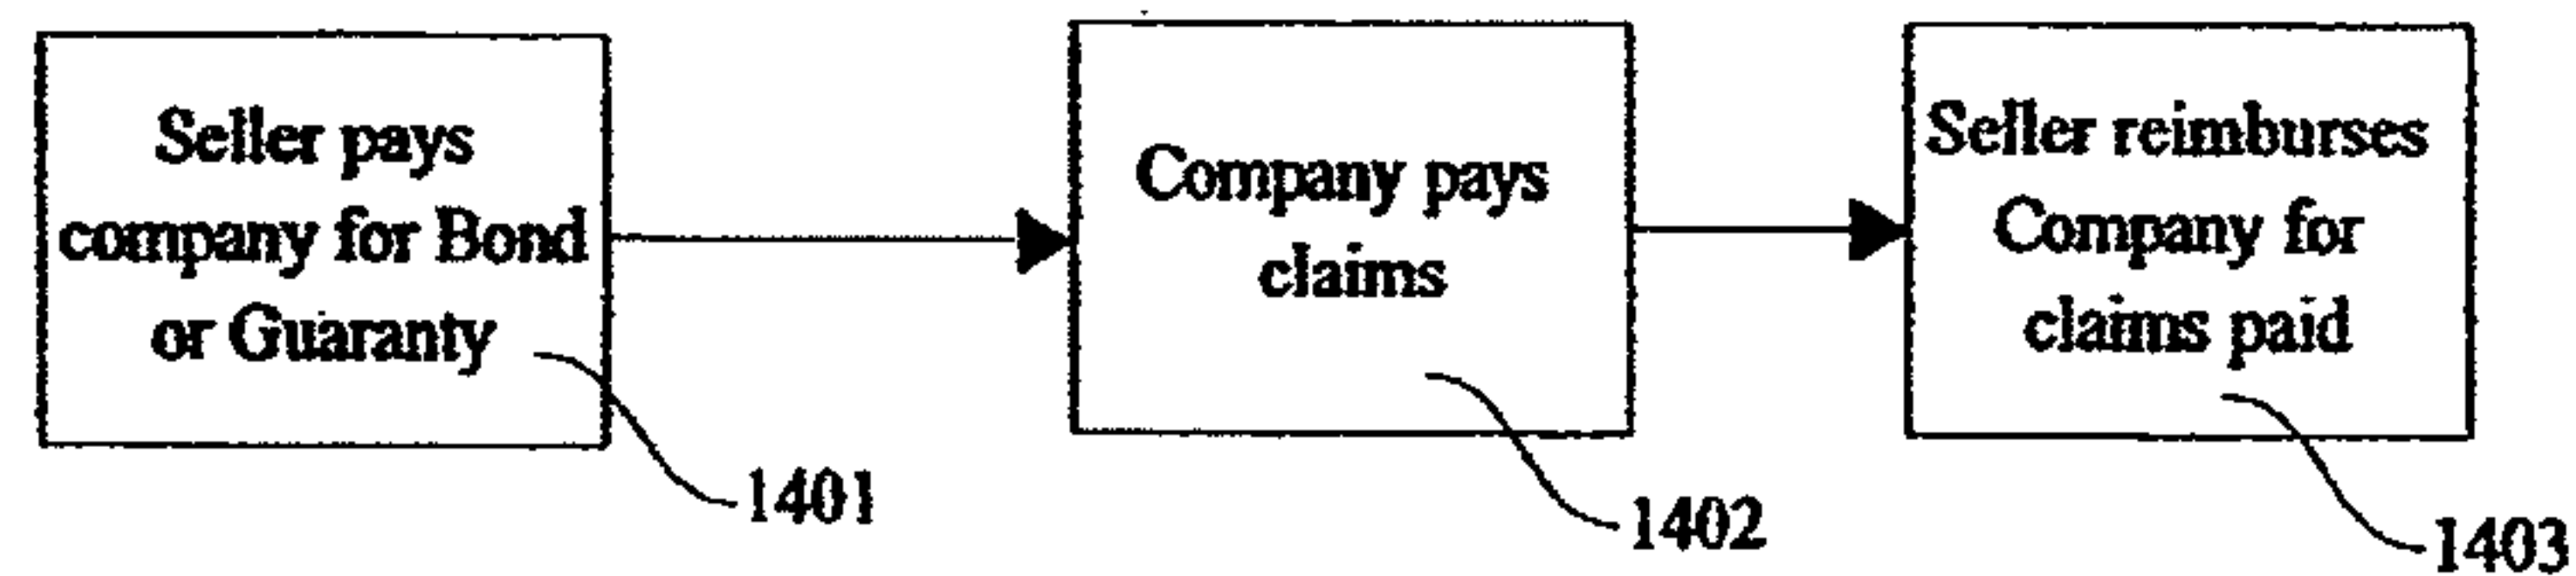 Seller pays
company for Bond
or Guaranty
1401
Company pays
claims
1402
Seller reimburses
Company for
claims paid
1403